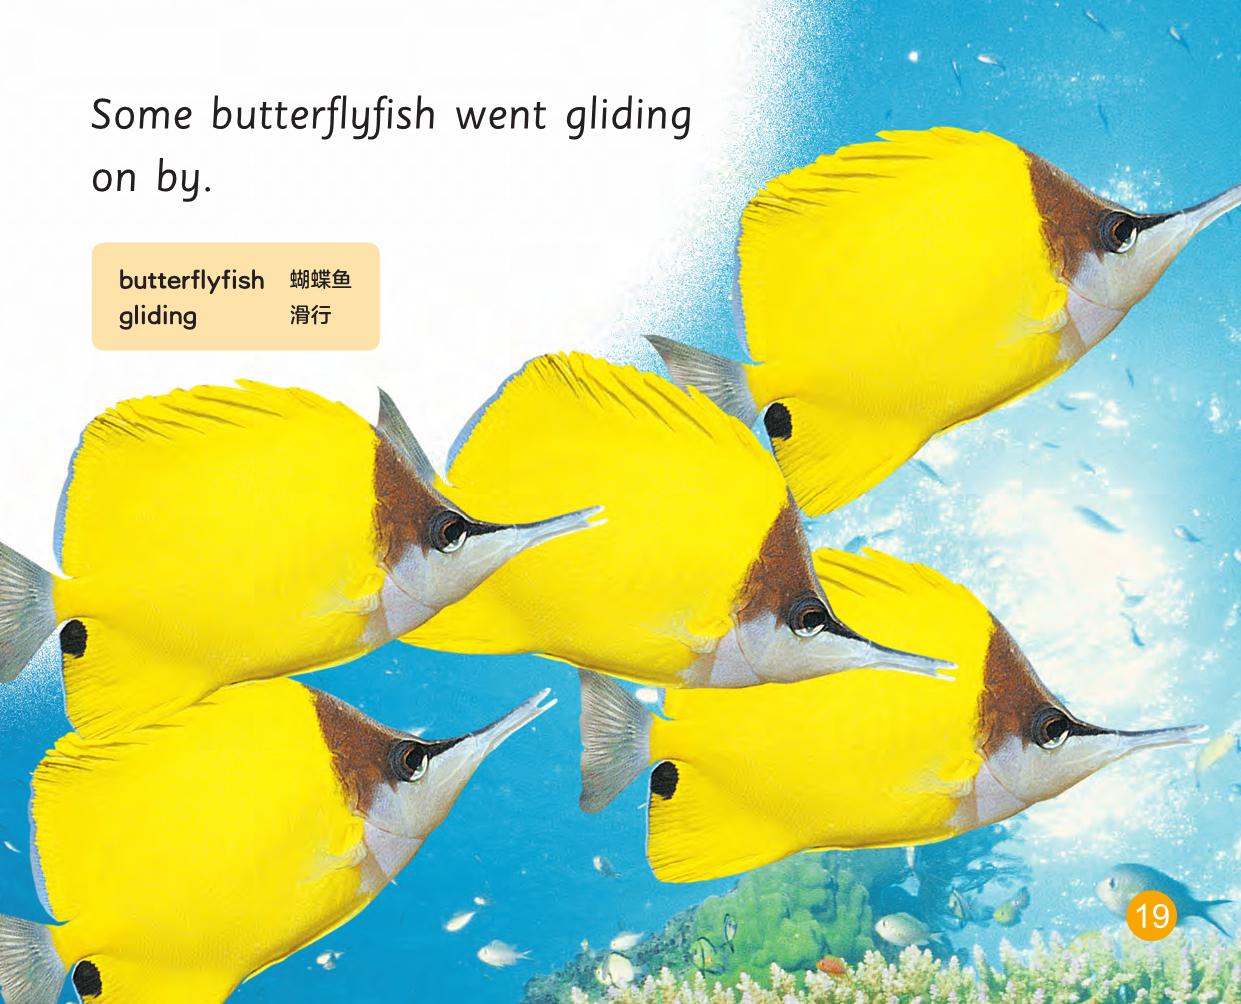 Some butterflyfish went gliding
on by.
butterflyfish 蝴蝶鱼
gliding 滑行
19